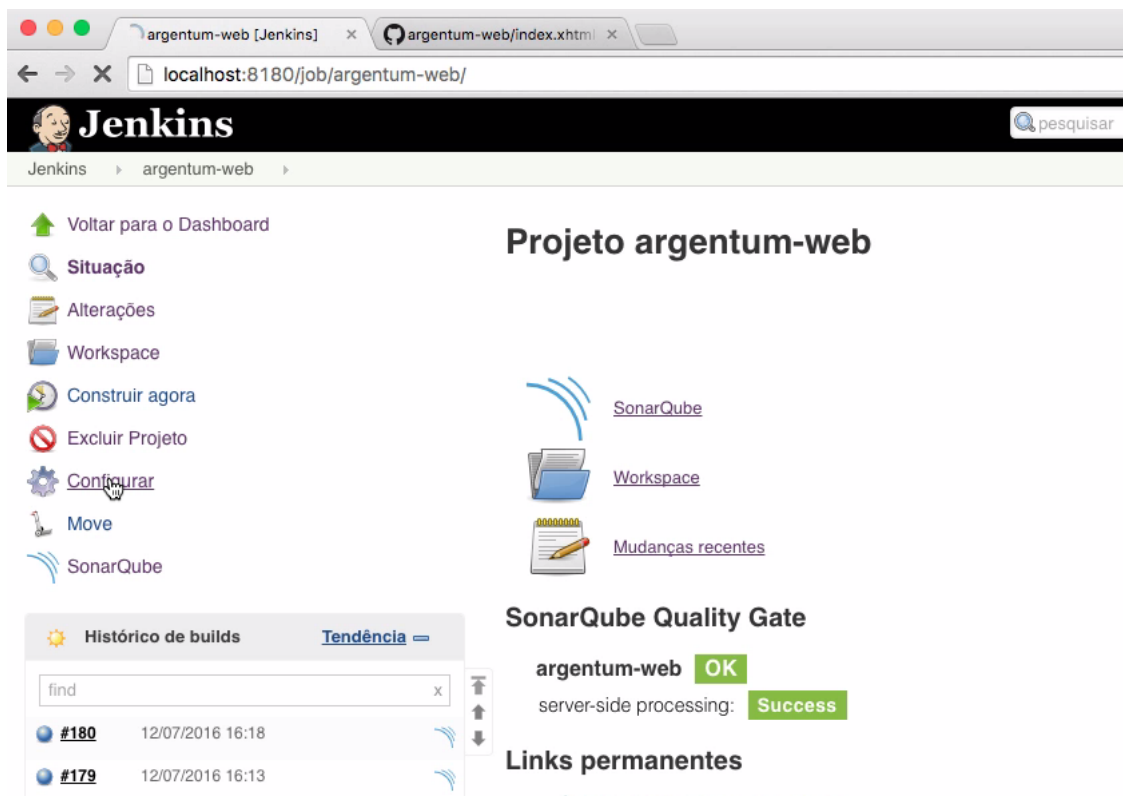 argentum-web [Jenkins]
argentum-web/index.xhtml
localhost:8180/job/argentum-web/
Jenkins
pesquisar
Jenkins argentum-web
Voltar para o Dashboard
Situação
Alterações
Workspace
Construir agora
Excluir Projeto
Configurar
Move
SonarQube
Histórico de builds Tendência
find x
#180 12/07/2016 16:18
#179 12/07/2016 16:13
Projeto argentum-web
SonarQube
Workspace
Mudanças recentes
SonarQube Quality Gate
argentum-web OK
server-side processing: Success
Links permanentes